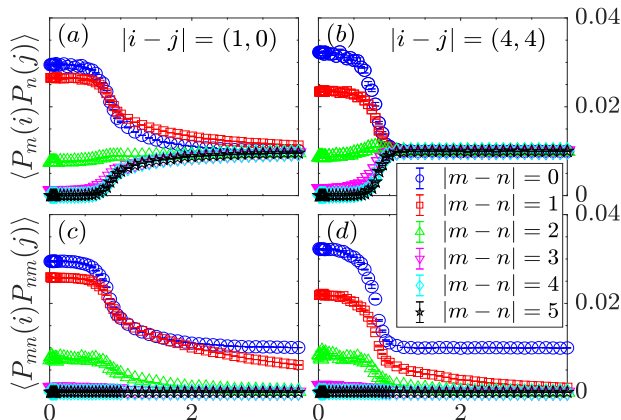 (a) |i − j| = (1, 0)
(b) |i − j| = (4, 4)
0.04
0.02
0
⟨P_m(i)P_n(j)⟩
|m − n| = 0
|m − n| = 1
|m − n| = 2
|m − n| = 3
|m − n| = 4
|m − n| = 5
(c)
(d)
0.04
0.02
0
⟨P_mn(i)P_nm(j)⟩
0
2
0
2